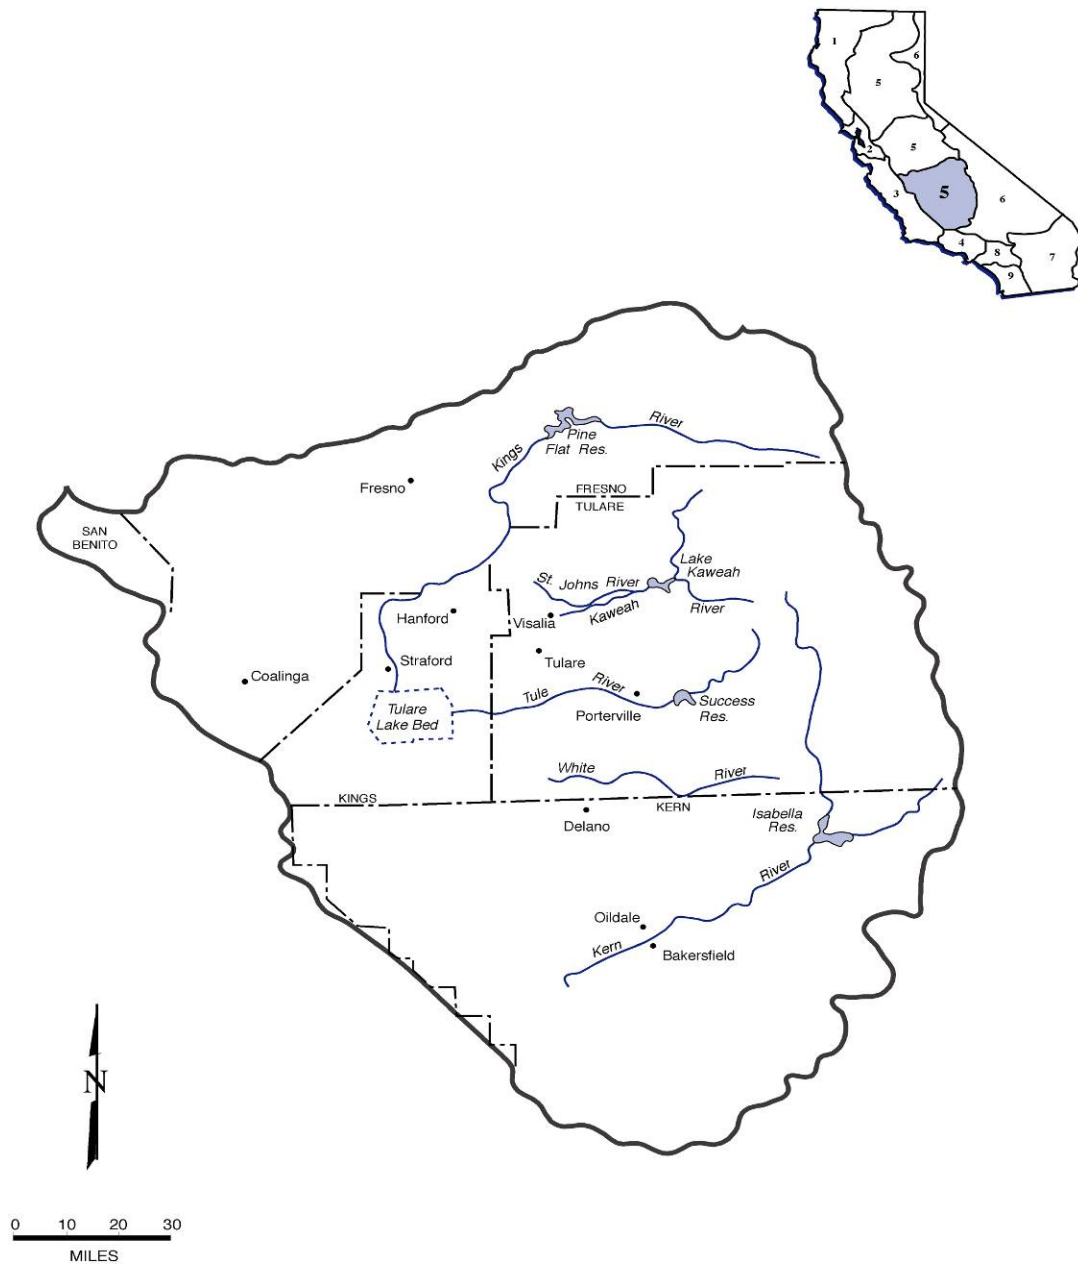 1
6
5
5
2
3
5
6
4
8
7
9
River
Pine
Flat Res.
Kings
Fresno
FRESNO
TULARE
SAN
BENITO
Lake
Kaweah
St. Johns River
Kaweah
River
Hanford
Visalia
Straford
Tulare
Coalinga
Tulare
Lake Bed
Tule
River
Porterville
Success
Res.
White
River
KINGS
KERN
Delano
Isabella
Res.
River
Oildale
Kern
Bakersfield
N
0 10 20 30
MILES